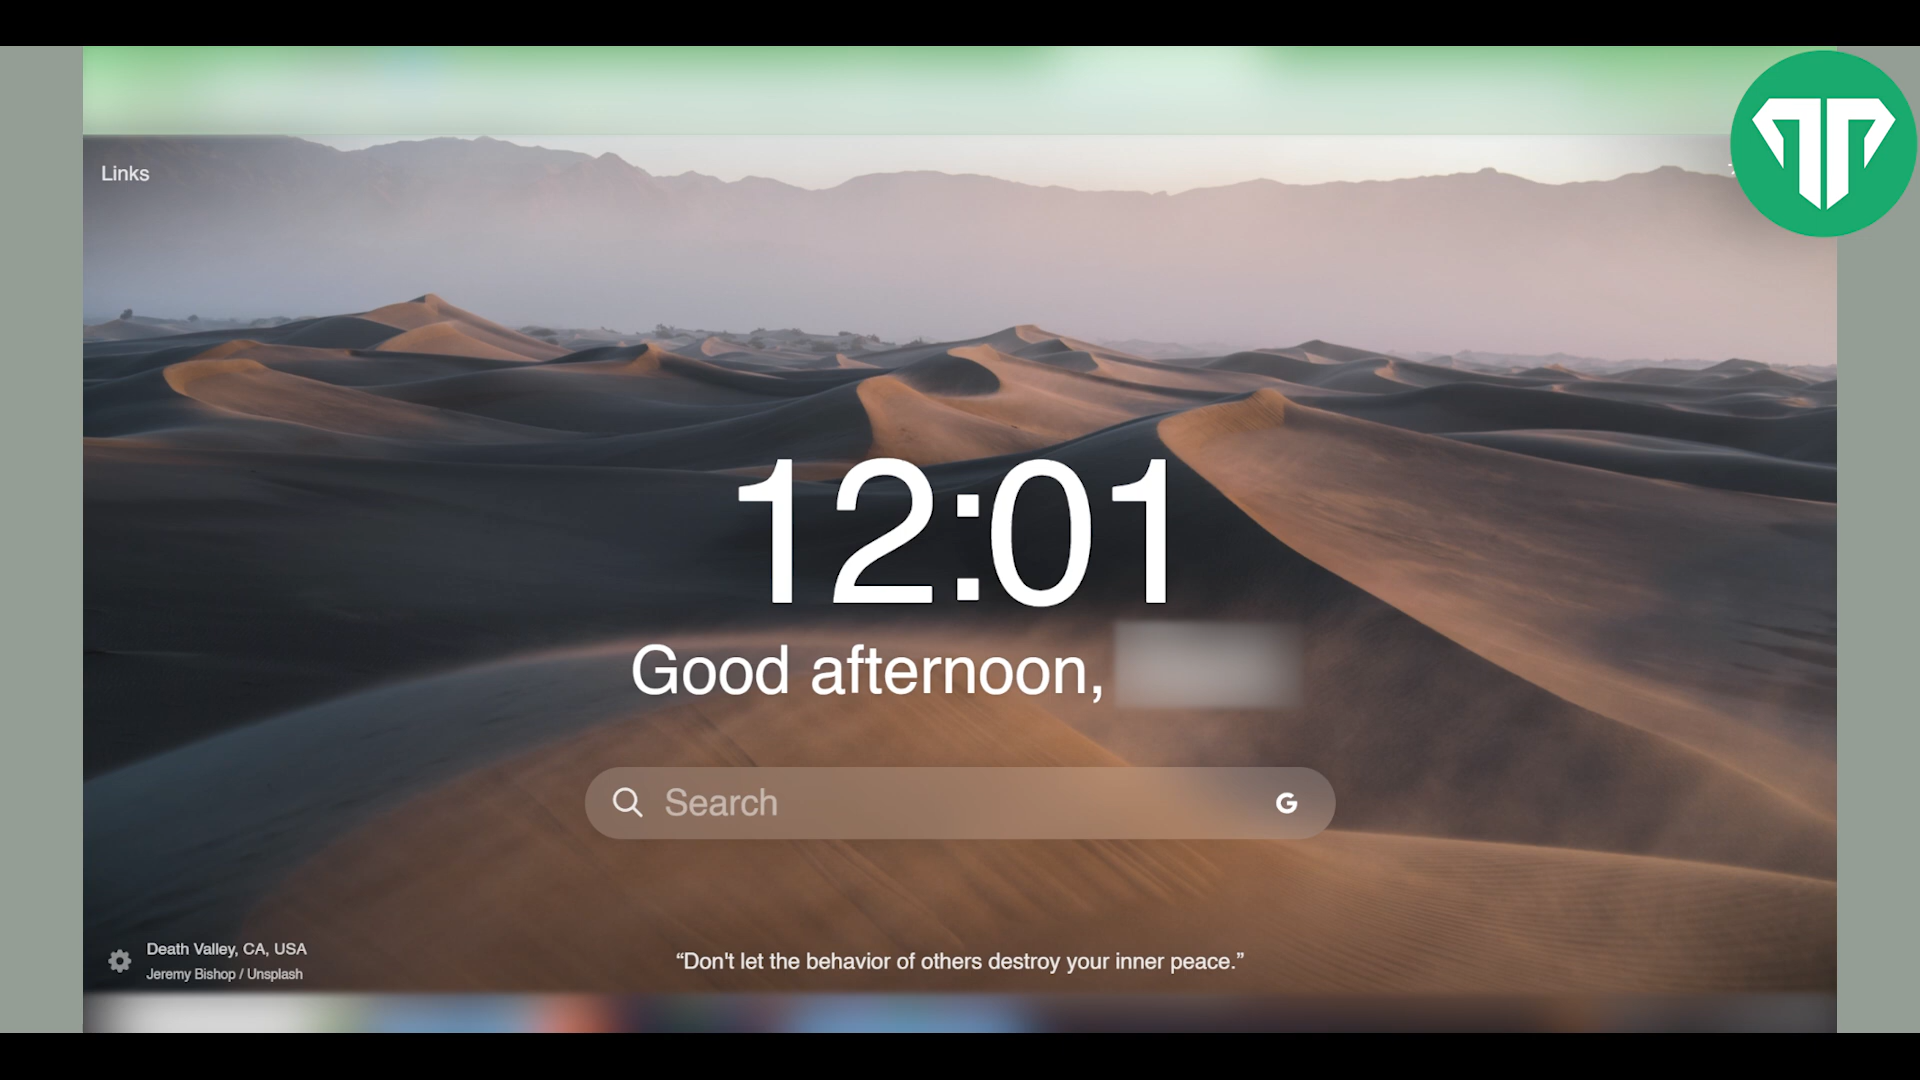 Links
12:01
Good afternoon,
Search
G
Death Valley, CA, USA
Jeremy Bishop / Unsplash
“Don't let the behavior of others destroy your inner peace.”